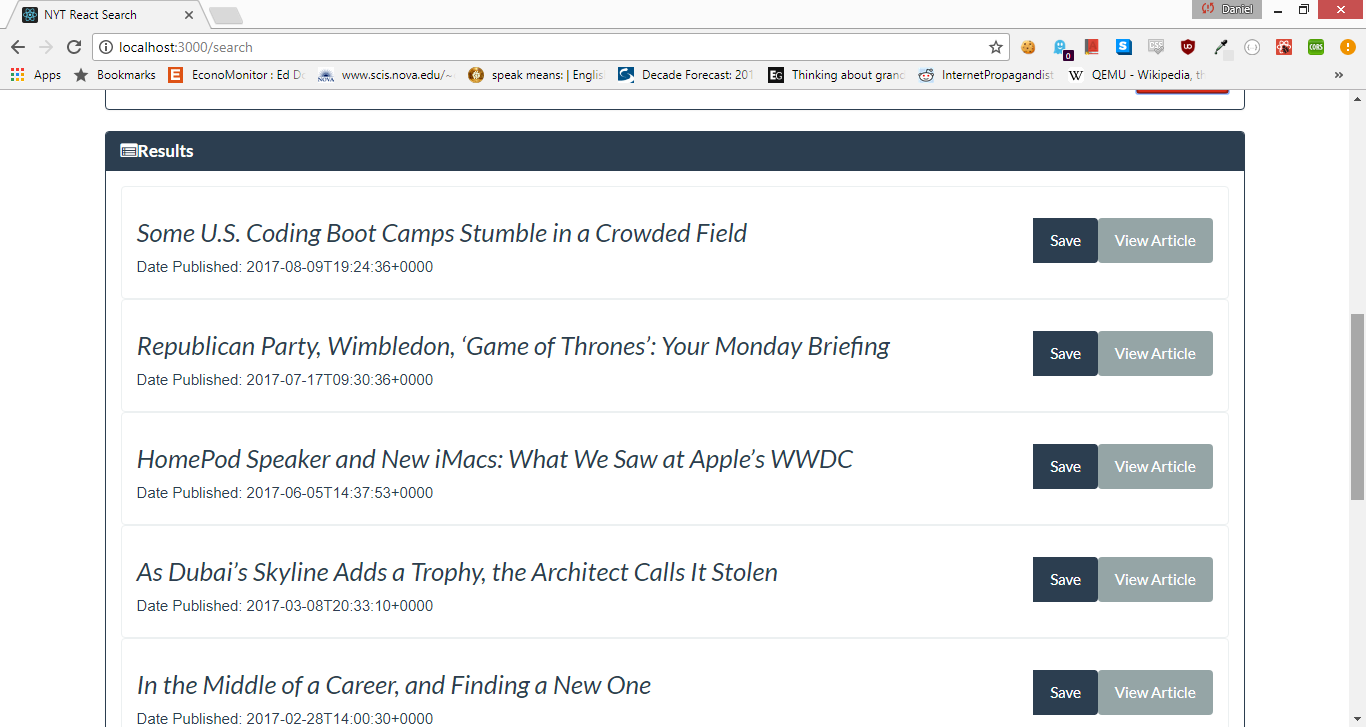 NYT React Search
Daniel
localhost:3000/search
Apps Bookmarks EconoMonitor : Ed Do www.scis.nova.edu/~ speak means: | Englis Decade Forecast: 201 EG Thinking about grand InternetPropagandist W QEMU - Wikipedia, th »
Results
Some U.S. Coding Boot Camps Stumble in a Crowded Field
Date Published: 2017-08-09T19:24:36+0000
Save View Article
Republican Party, Wimbledon, ‘Game of Thrones’: Your Monday Briefing
Date Published: 2017-07-17T09:30:36+0000
Save View Article
HomePod Speaker and New iMacs: What We Saw at Apple’s WWDC
Date Published: 2017-06-05T14:37:53+0000
Save View Article
As Dubai’s Skyline Adds a Trophy, the Architect Calls It Stolen
Date Published: 2017-03-08T20:33:10+0000
Save View Article
In the Middle of a Career, and Finding a New One
Date Published: 2017-02-28T14:00:30+0000
Save View Article